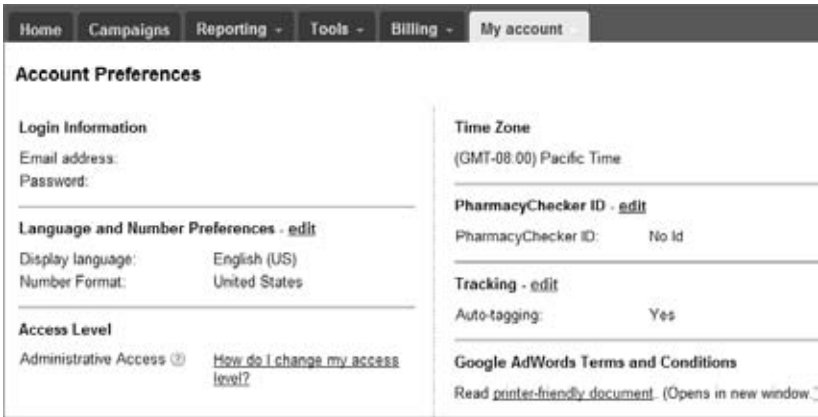 Home Campaigns Reporting Tools Billing My account
Account Preferences
Login Information
Email address:
Password:
Language and Number Preferences - edit
Display language: English (US)
Number Format: United States
Access Level
Administrative Access ? How do I change my access
level?
Time Zone
(GMT-08:00) Pacific Time
PharmacyChecker ID - edit
PharmacyChecker ID: No Id
Tracking - edit
Auto-tagging: Yes
Google AdWords Terms and Conditions
Read printer-friendly document. (Opens in new window.